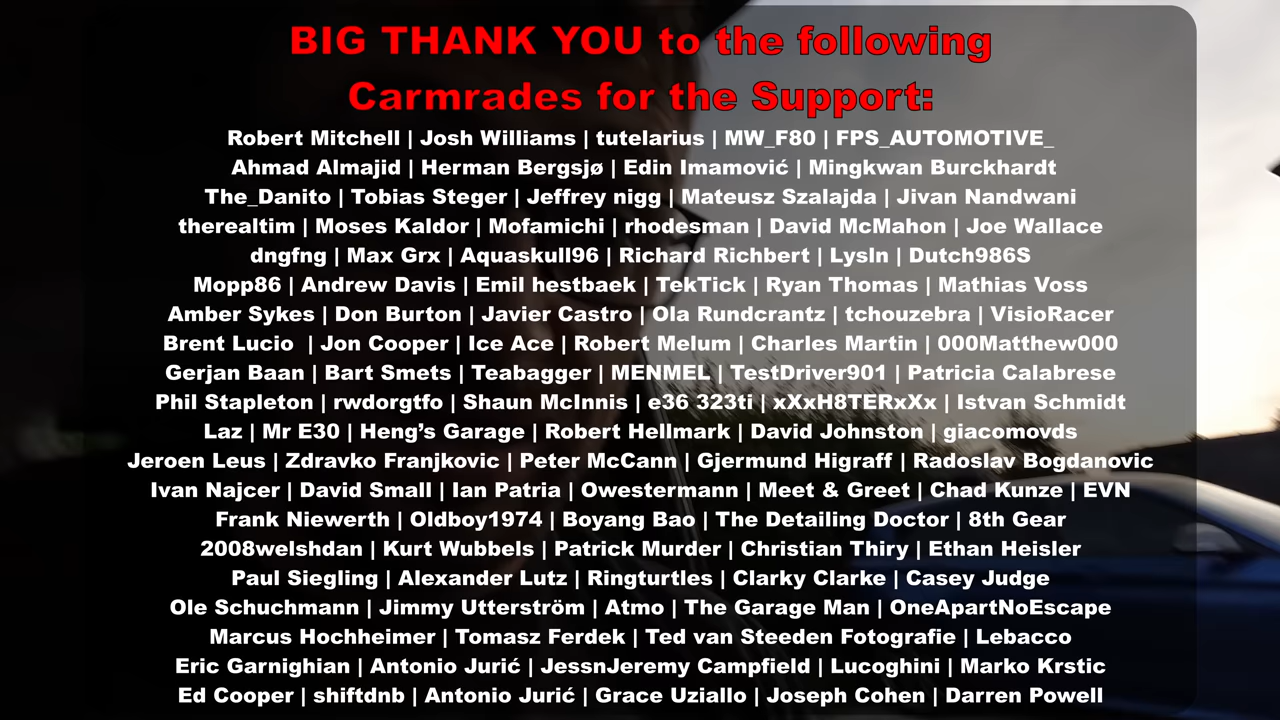 BIG THANK YOU to the following
Carmrades for the Support:
Robert Mitchell | Josh Williams | tutelarius | MW_F80 | FPS_AUTOMOTIVE_
Ahmad Almajid | Herman Bergsjø | Edin Imamović | Mingkwan Burckhardt
The_Danito | Tobias Steger | Jeffrey nigg | Mateusz Szalajda | Jivan Nandwani
therealtim | Moses Kaldor | Mofamichi | rhodesman | David McMahon | Joe Wallace
dngfng | Max Grx | Aquaskull96 | Richard Richbert | Lysln | Dutch986S
Mopp86 | Andrew Davis | Emil hestbaek | TekTick | Ryan Thomas | Mathias Voss
Amber Sykes | Don Burton | Javier Castro | Ola Rundcrantz | tchouzebra | VisioRacer
Brent Lucio | Jon Cooper | Ice Ace | Robert Melum | Charles Martin | 000Matthew000
Gerjan Baan | Bart Smets | Teabagger | MENMEL | TestDriver901 | Patricia Calabrese
Phil Stapleton | rwdorgtfo | Shaun McInnis | e36 323ti | xXxH8TERxXx | Istvan Schmidt
Laz | Mr E30 | Heng’s Garage | Robert Hellmark | David Johnston | giacomovds
Jeroen Leus | Zdravko Franjkovic | Peter McCann | Gjermund Higraff | Radoslav Bogdanovic
Ivan Najcer | David Small | Ian Patria | Owestermann | Meet & Greet | Chad Kunze | EVN
Frank Niewerth | Oldboy1974 | Boyang Bao | The Detailing Doctor | 8th Gear
2008welshdan | Kurt Wubbels | Patrick Murder | Christian Thiry | Ethan Heisler
Paul Siegling | Alexander Lutz | Ringturtles | Clarky Clarke | Casey Judge
Ole Schuchmann | Jimmy Utterström | Atmo | The Garage Man | OneApartNoEscape
Marcus Hochheimer | Tomasz Ferdek | Ted van Steeden Fotografie | Lebacco
Eric Garnighian | Antonio Jurić | JessnJeremy Campfield | Lucoghini | Marko Krstic
Ed Cooper | shiftdnb | Antonio Jurić | Grace Uziallo | Joseph Cohen | Darren Powell